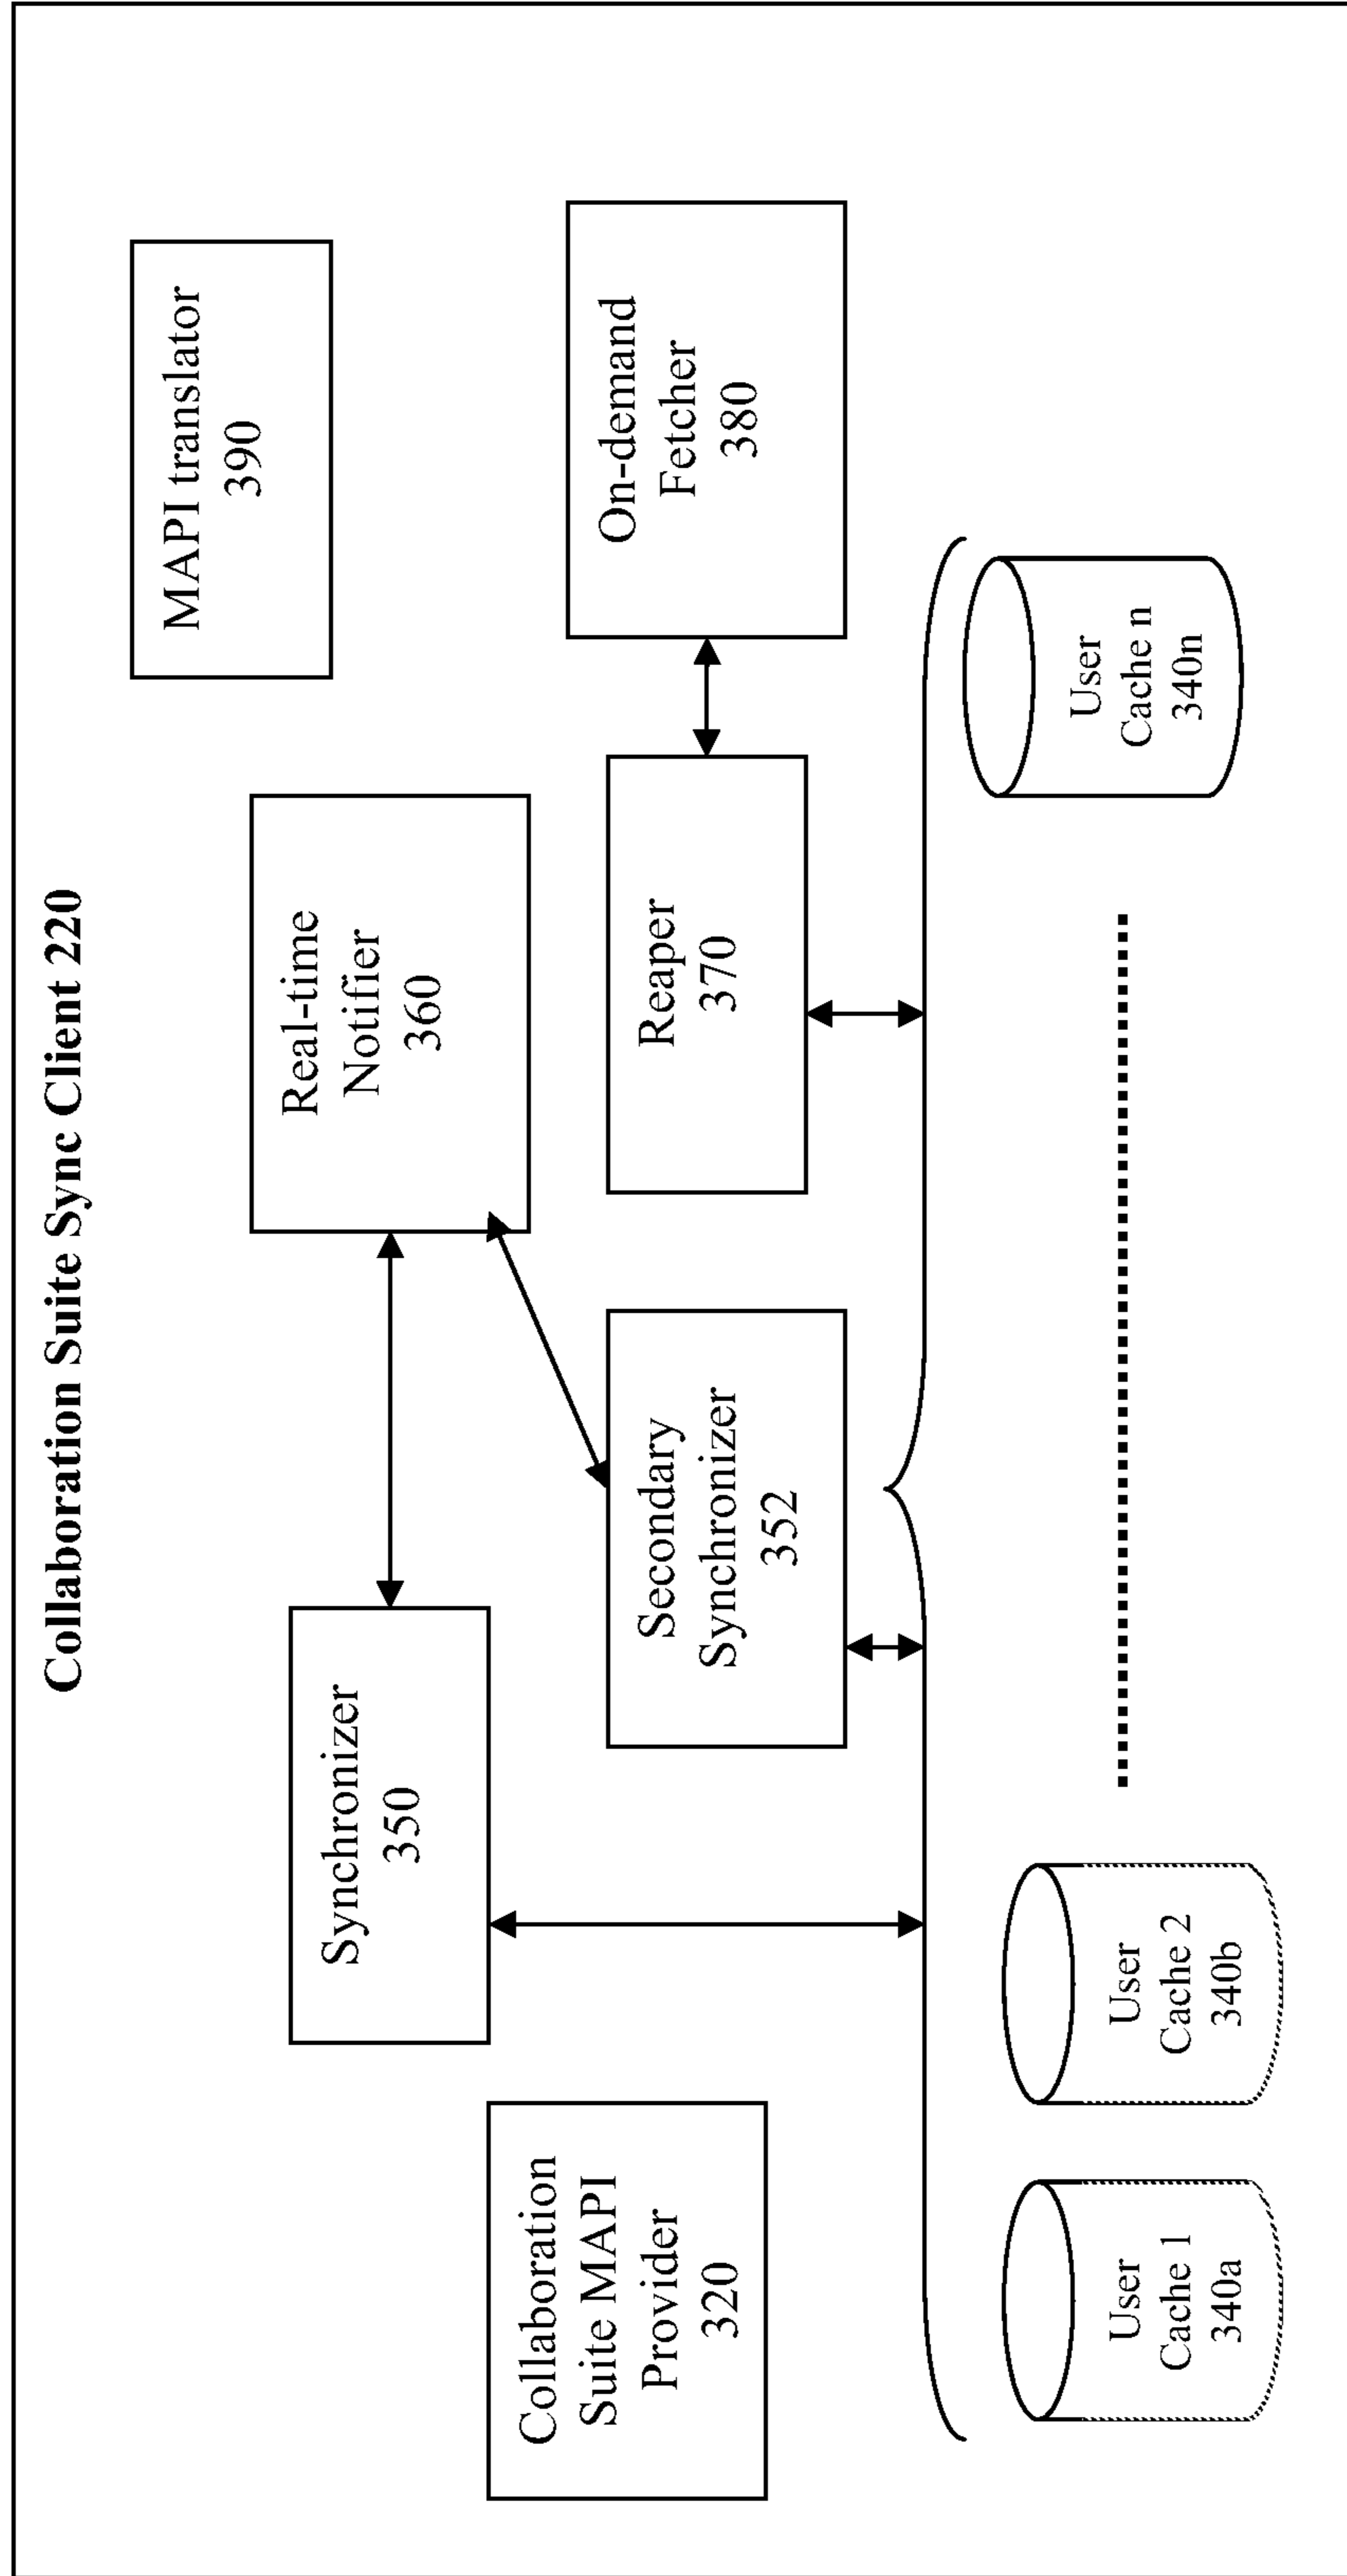 Collaboration Suite Sync Client 220
MAPI translator
390
Real-time
Notifier
360
Synchronizer
350
Collaboration
Suite MAPI
Provider
320
Secondary
Synchronizer
352
Reaper
370
On-demand
Fetcher
380
User
Cache 1
340a
User
Cache 2
340b
User
Cache n
340n